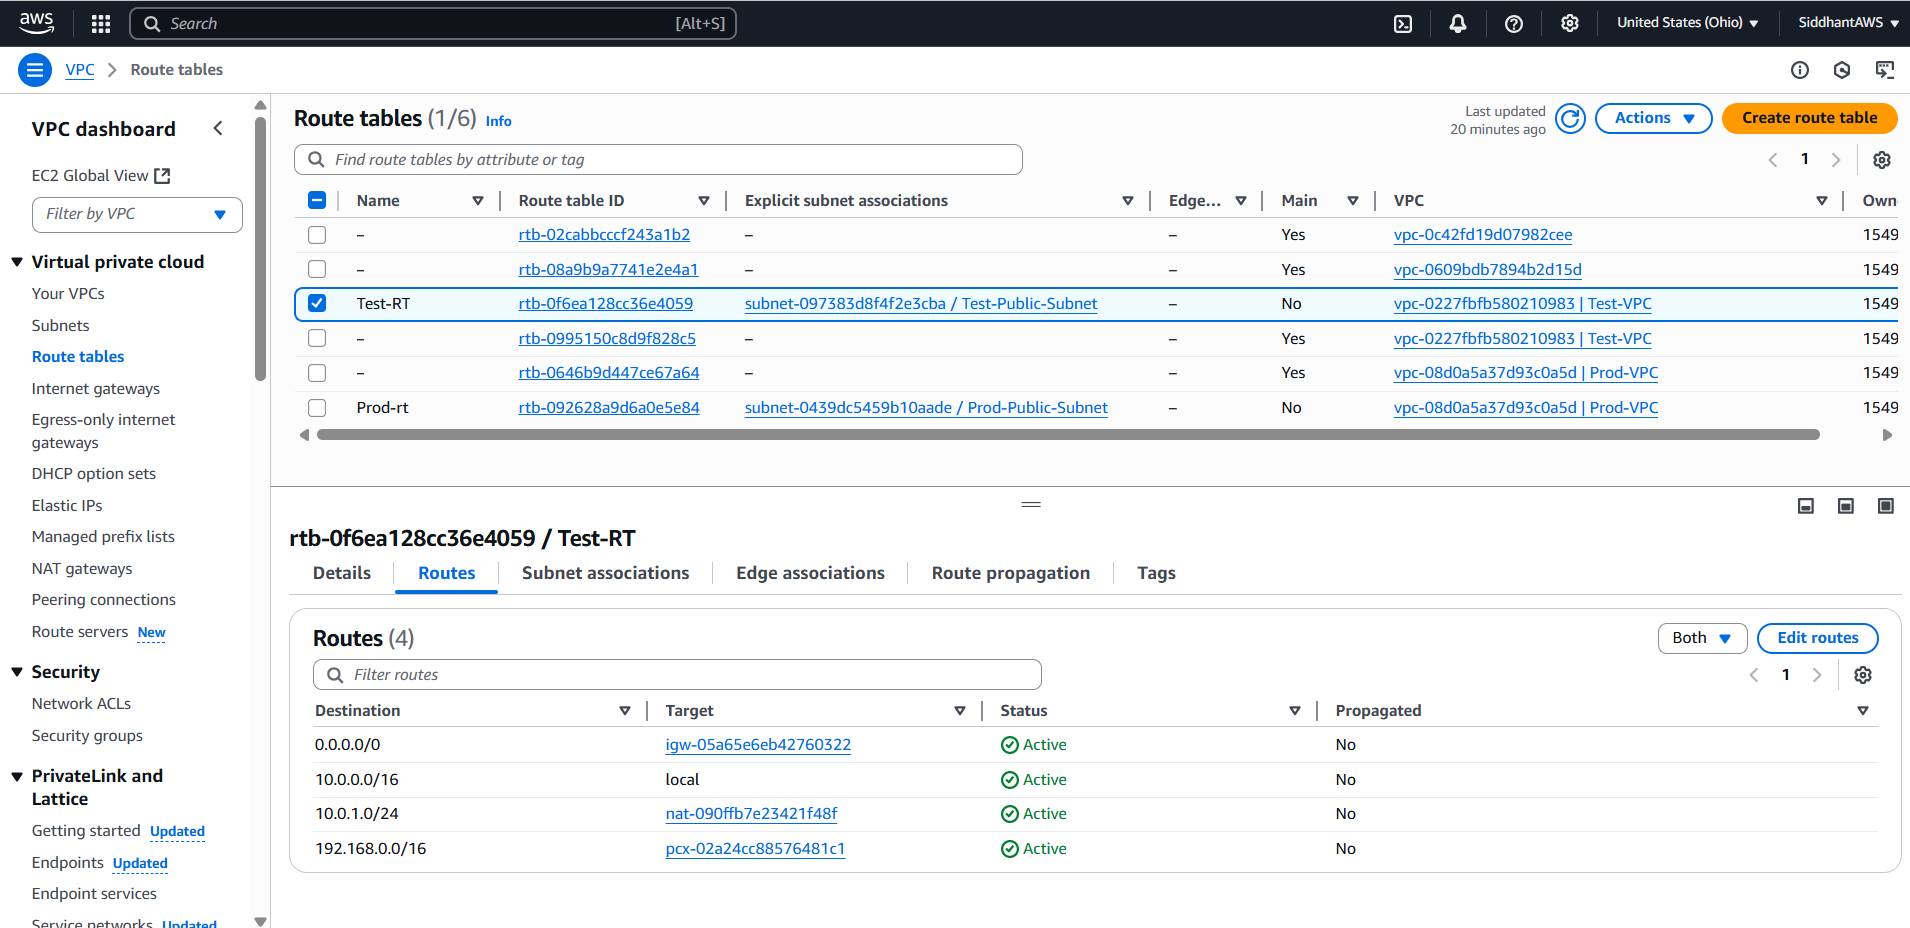 aws Search [Alt+S] United States (Ohio) SiddhantAWS
VPC Route tables
VPC dashboard
EC2 Global View
Filter by VPC
Virtual private cloud
Your VPCs
Subnets
Route tables
Internet gateways
Egress-only internet
gateways
DHCP option sets
Elastic IPs
Managed prefix lists
NAT gateways
Peering connections
Route servers New
Security
Network ACLs
Security groups
PrivateLink and
Lattice
Getting started Updated
Endpoints Updated
Endpoint services
Service networks Updated
Route tables (1/6) Info
Last updated
20 minutes ago
Actions
Create route table
Find route tables by attribute or tag
1
Name Route table ID Explicit subnet associations Edge... Main VPC Own
– rtb-02cabbcccf243a1b2 – – Yes vpc-0c42fd19d07982cee 1549
– rtb-08a9b9a7741e2e4a1 – – Yes vpc-0609bdb7894b2d15d 1549
Test-RT rtb-0f6ea128cc36e4059 subnet-097383d8f4f2e3cba / Test-Public-Subnet – No vpc-0227fbfb580210983 | Test-VPC 1549
– rtb-0995150c8d9f828c5 – – Yes vpc-0227fbfb580210983 | Test-VPC 1549
– rtb-0646b9d447ce67a64 – – Yes vpc-08d0a5a37d93c0a5d | Prod-VPC 1549
Prod-rt rtb-092628a9d6a0e5e84 subnet-0439dc5459b10aade / Prod-Public-Subnet – No vpc-08d0a5a37d93c0a5d | Prod-VPC 1549
rtb-0f6ea128cc36e4059 / Test-RT
Details Routes Subnet associations Edge associations Route propagation Tags
Routes (4)
Both
Edit routes
Filter routes
1
Destination Target Status Propagated
0.0.0.0/0 igw-05a65e6eb42760322 Active No
10.0.0.0/16 local Active No
10.0.1.0/24 nat-090ffb7e23421f48f Active No
192.168.0.0/16 pcx-02a24cc88576481c1 Active No